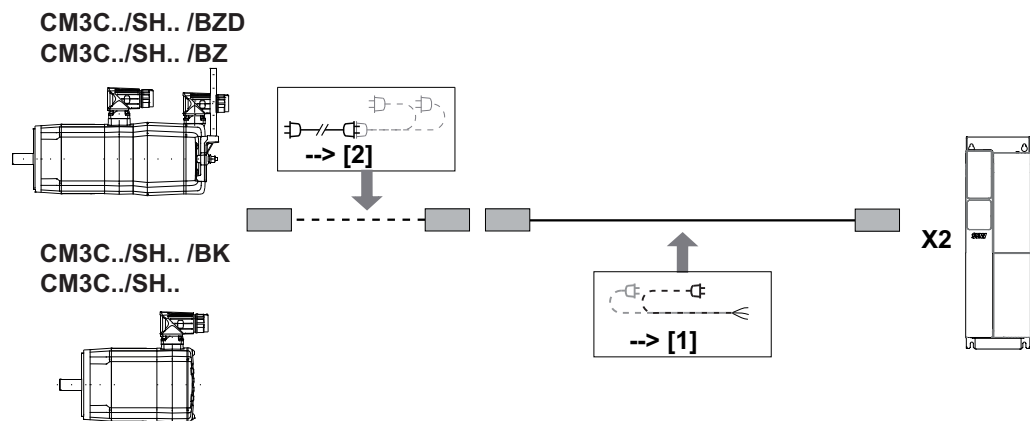 CM3C../SH.. /BZD
CM3C../SH.. /BZ
--> [2]
X2
CM3C../SH.. /BK
CM3C../SH..
--> [1]